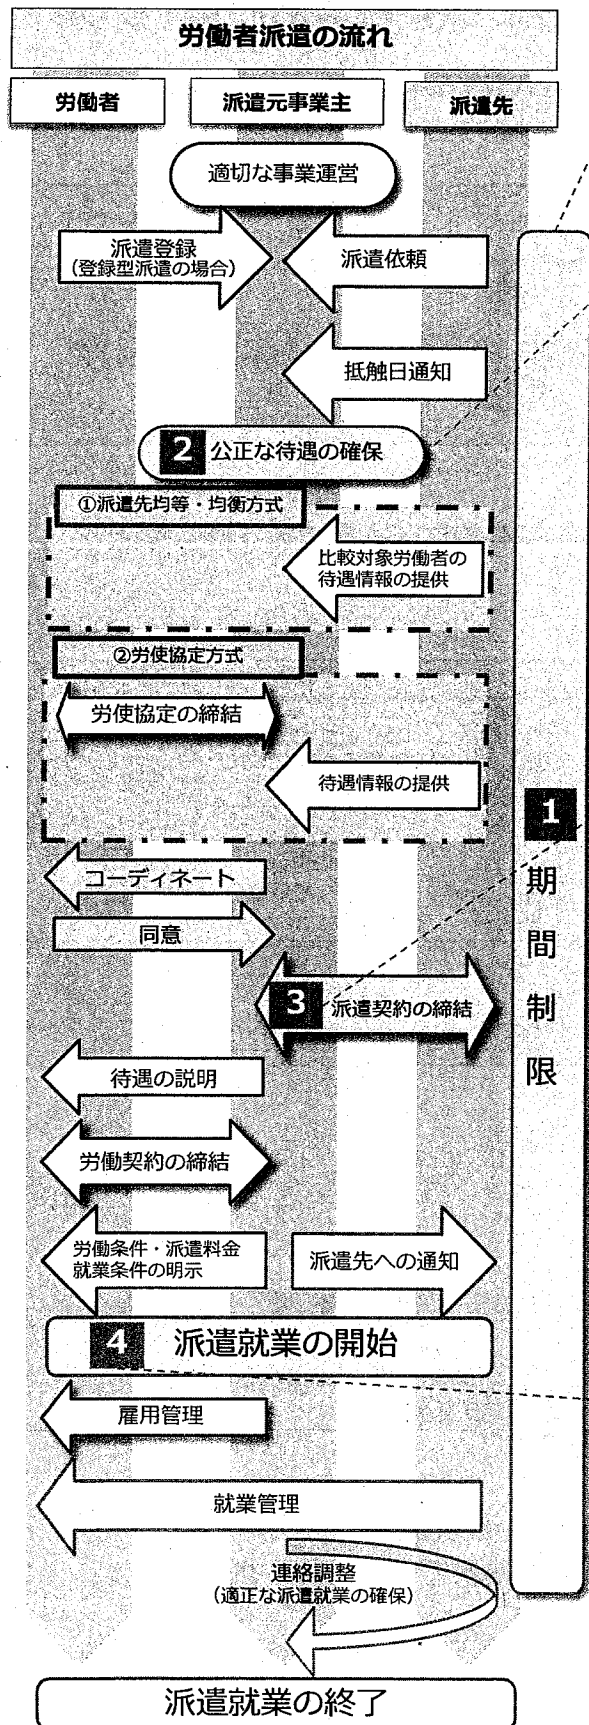 労働者派遣の流れ
労働者
派遣元事業主
派遣先
適切な事業運営
派遣登録
(登録型派遣の場合)
派遣依頼
抵触日通知
2 公正な待遇の確保
①派遣先均等・均衡方式
比較対象労働者の
待遇情報の提供
②労使協定方式
労使協定の締結
待遇情報の提供
1
期間制限
コーディネート
同意
3 派遣契約の締結
待遇の説明
労働契約の締結
労働条件・派遣料金
就業条件の明示
派遣先への通知
4 派遣就業の開始
雇用管理
就業管理
連絡調整
(適正な派遣就業の確保)
派遣就業の終了